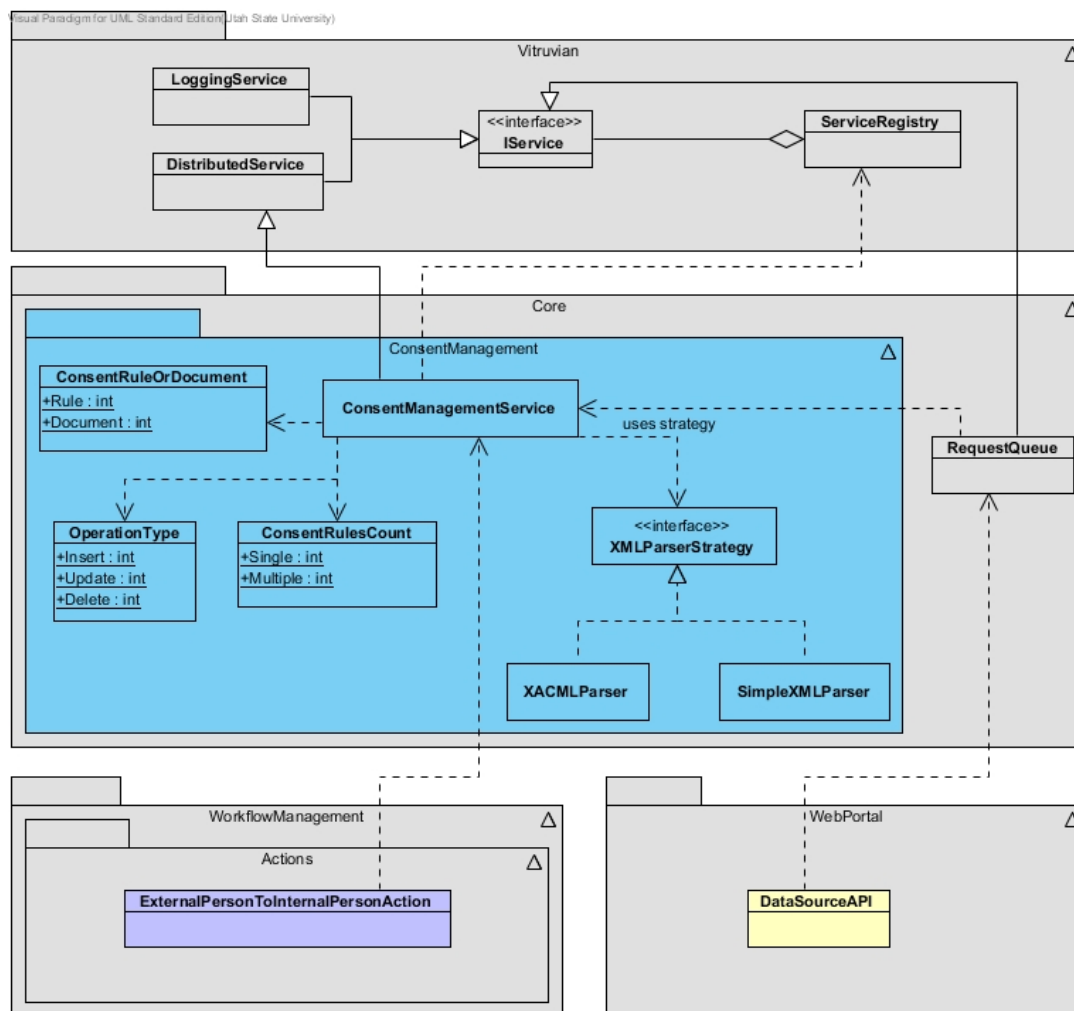 Visual Paradigm for UML Standard Edition(Utah State University)
Vitruvian
LoggingService
<<interface>>
IService
ServiceRegistry
DistributedService
Core
ConsentManagement
ConsentRuleOrDocument
+Rule : int
+Document : int
ConsentManagementService
uses strategy
RequestQueue
OperationType
+Insert : int
+Update : int
+Delete : int
ConsentRulesCount
+Single : int
+Multiple : int
<<interface>>
XMLParserStrategy
XACMLParser
SimpleXMLParser
WorkflowManagement
Actions
ExternalPersonToInternalPersonAction
WebPortal
DataSourceAPI